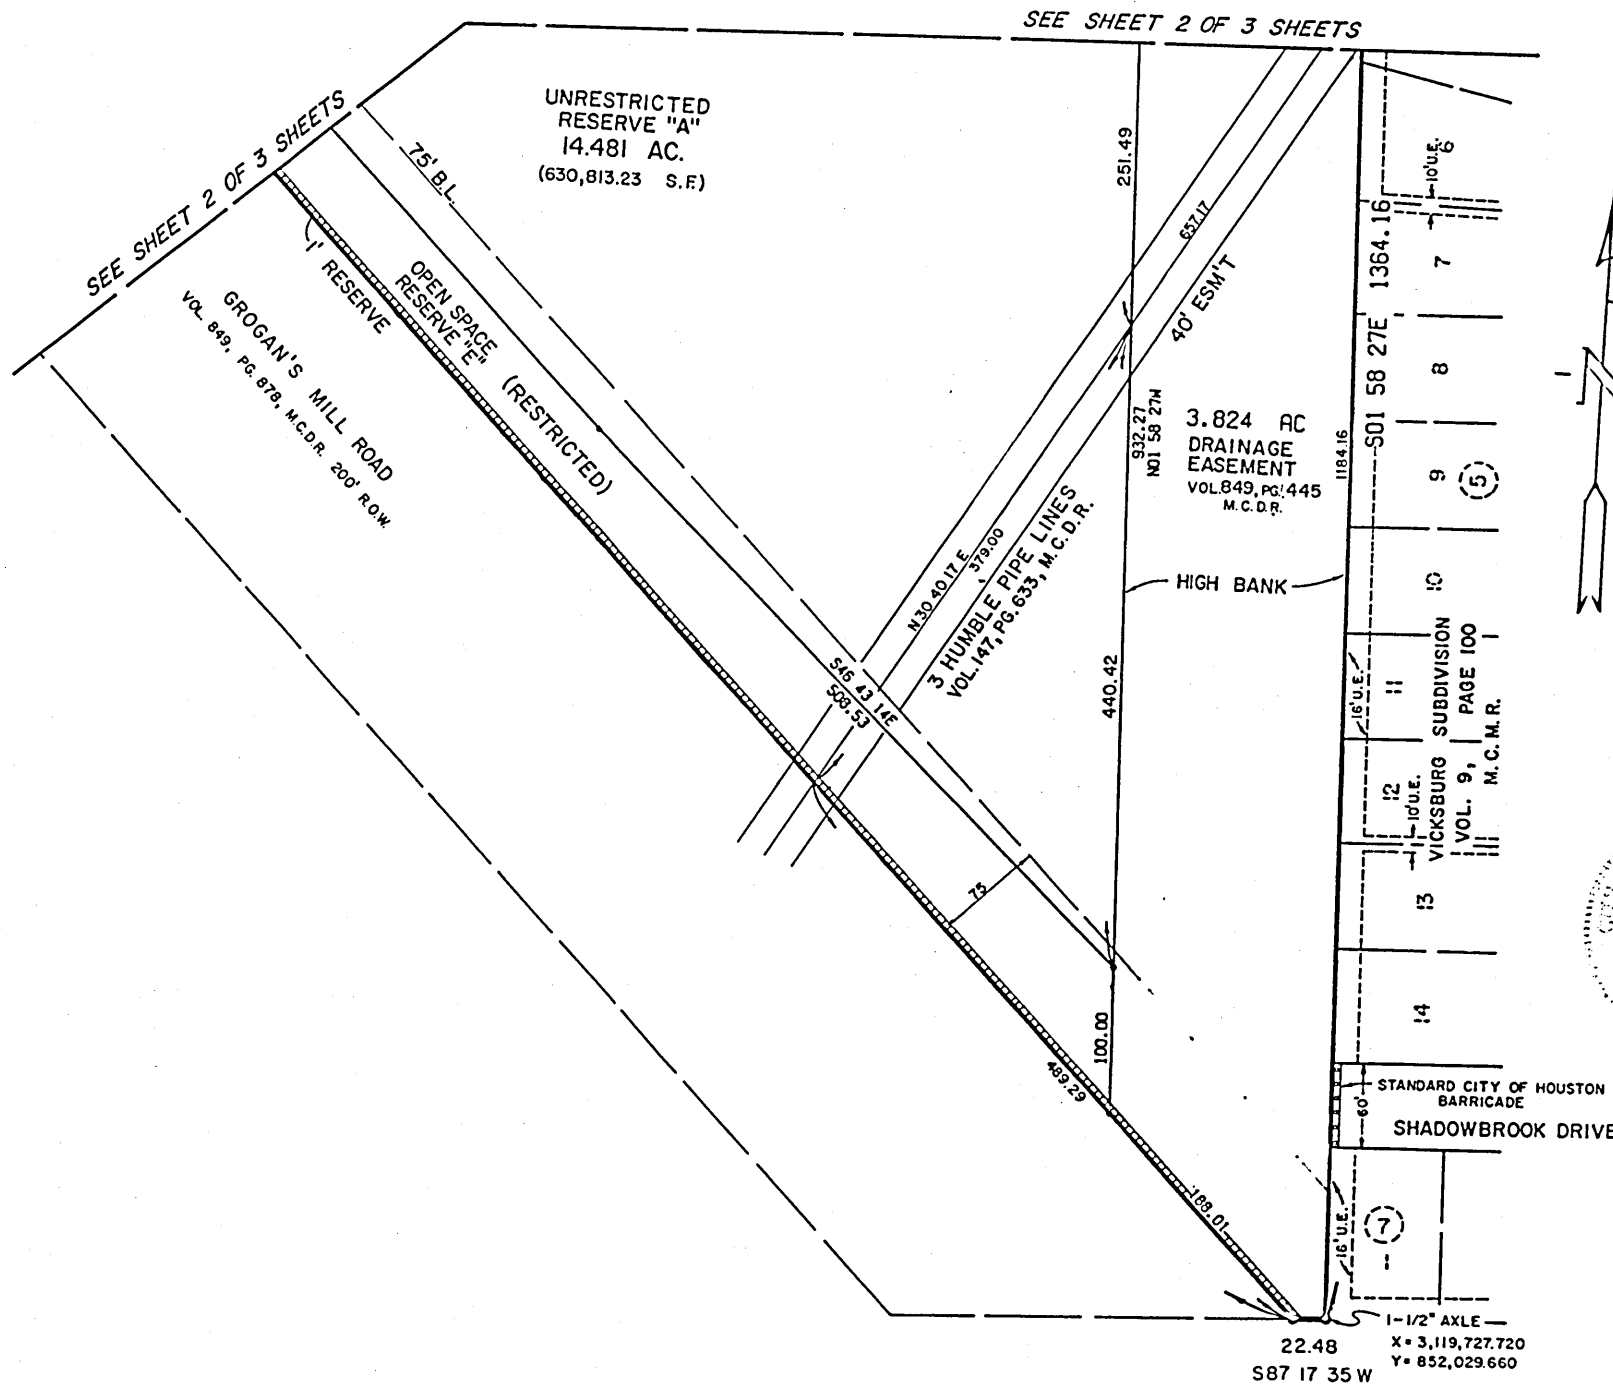 SEE SHEET 2 OF 3 SHEETS
SEE SHEET 2 OF 3 SHEETS
UNRESTRICTED
RESERVE "A"
14.481 AC.
(630,813.23 S.F.)
75' B.L.
1' RESERVE
OPEN SPACE
RESERVE "E"
(RESTRICTED)
GROGAN'S MILL ROAD
VOL. 849, PG. 878, M.C.D.R. 200' R.O.W.
251.49
657.17
40' ESM'T
932.27
N01 58 27W
3.824 AC
DRAINAGE
EASEMENT
VOL.849, PG.445
M.C.D.R.
1184.16
S01 58 27E 1364.16
10'U.E.
6
7
8
9
5
10
11
12
13
14
N30 40 17 E
379.00
3 HUMBLE PIPE LINES
VOL.147, PG. 633, M.C.D.R.
HIGH BANK
S46 43 14E
508.53
440.42
16'U.E.
10'U.E.
VICKSBURG SUBDIVISION
VOL. 9, PAGE 100
M.C.M.R.
75
100.00
489.29
188.01
STANDARD CITY OF HOUSTON
BARRICADE
60'
SHADOWBROOK DRIVE
16'U.E.
7
1
1-1/2" AXLE
X = 3,119,727.720
Y = 852,029.660
22.48
S87 17 35 W